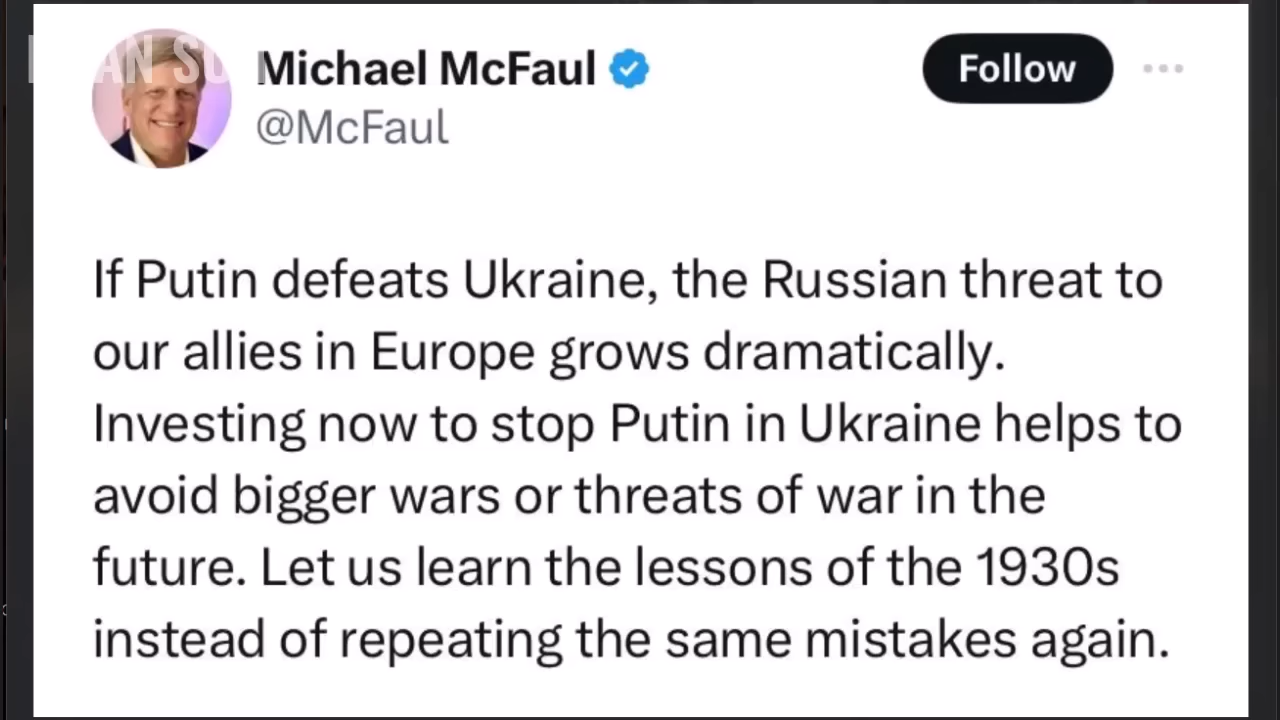 Michael McFaul
@McFaul
Follow
If Putin defeats Ukraine, the Russian threat to
our allies in Europe grows dramatically.
Investing now to stop Putin in Ukraine helps to
avoid bigger wars or threats of war in the
future. Let us learn the lessons of the 1930s
instead of repeating the same mistakes again.